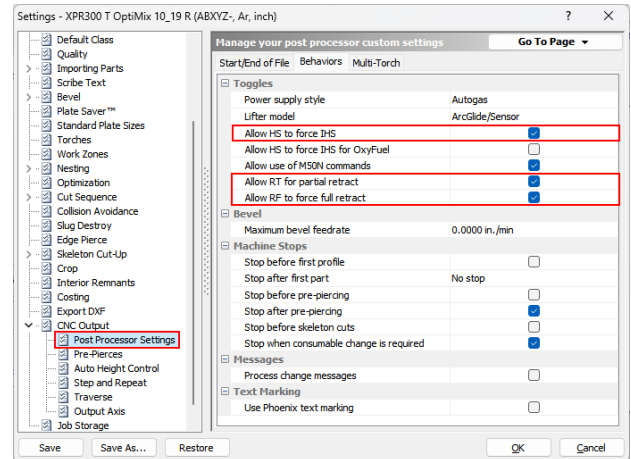 Settings - XPR300 T OptiMix 10_19 R (ABXYZ-, Ar, inch) ?
Default Class
Quality
Importing Parts
Scribe Text
Bevel
Plate Saver™
Standard Plate Sizes
Torches
Work Zones
Nesting
Optimization
Cut Sequence
Collision Avoidance
Slug Destroy
Edge Pierce
Skeleton Cut-Up
Crop
Interior Remnants
Costing
Export DXF
CNC Output
Post Processor Settings
Pre-Pierces
Auto Height Control
Step and Repeat
Traverse
Output Axis
Job Storage
Manage your post processor custom settings Go To Page
Start/End of File Behaviors Multi-Torch
Toggles
Power supply style Autogas
Lifter model ArcGlide/Sensor
Allow HS to force IHS
Allow HS to force IHS for OxyFuel
Allow use of M50N commands
Allow RT for partial retract
Allow RF to force full retract
Bevel
Maximum bevel feedrate 0.0000 in./min
Machine Stops
Stop before first profile
Stop after first part No stop
Stop before pre-piercing
Stop after pre-piercing
Stop before skeleton cuts
Stop when consumable change is required
Messages
Process change messages
Text Marking
Use Phoenix text marking
Save Save As... Restore OK Cancel